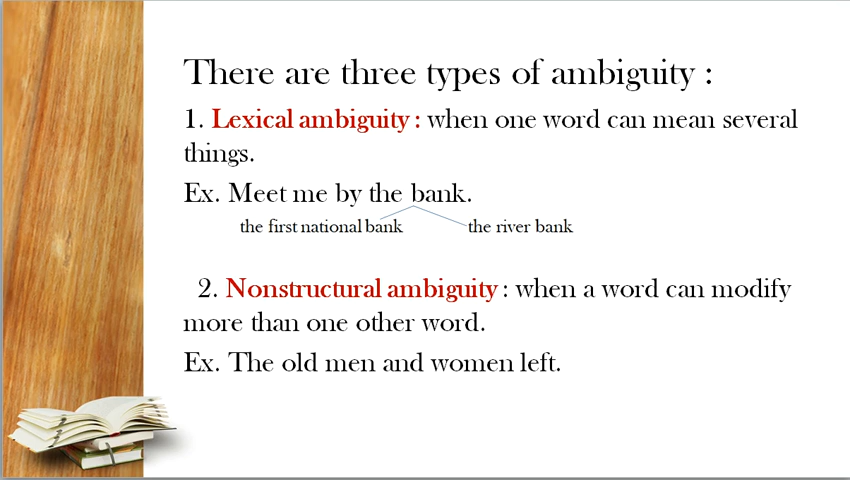 There are three types of ambiguity :
1. Lexical ambiguity : when one word can mean several
things.
Ex. Meet me by the bank.
the first national bank the river bank
2. Nonstructural ambiguity : when a word can modify
more than one other word.
Ex. The old men and women left.